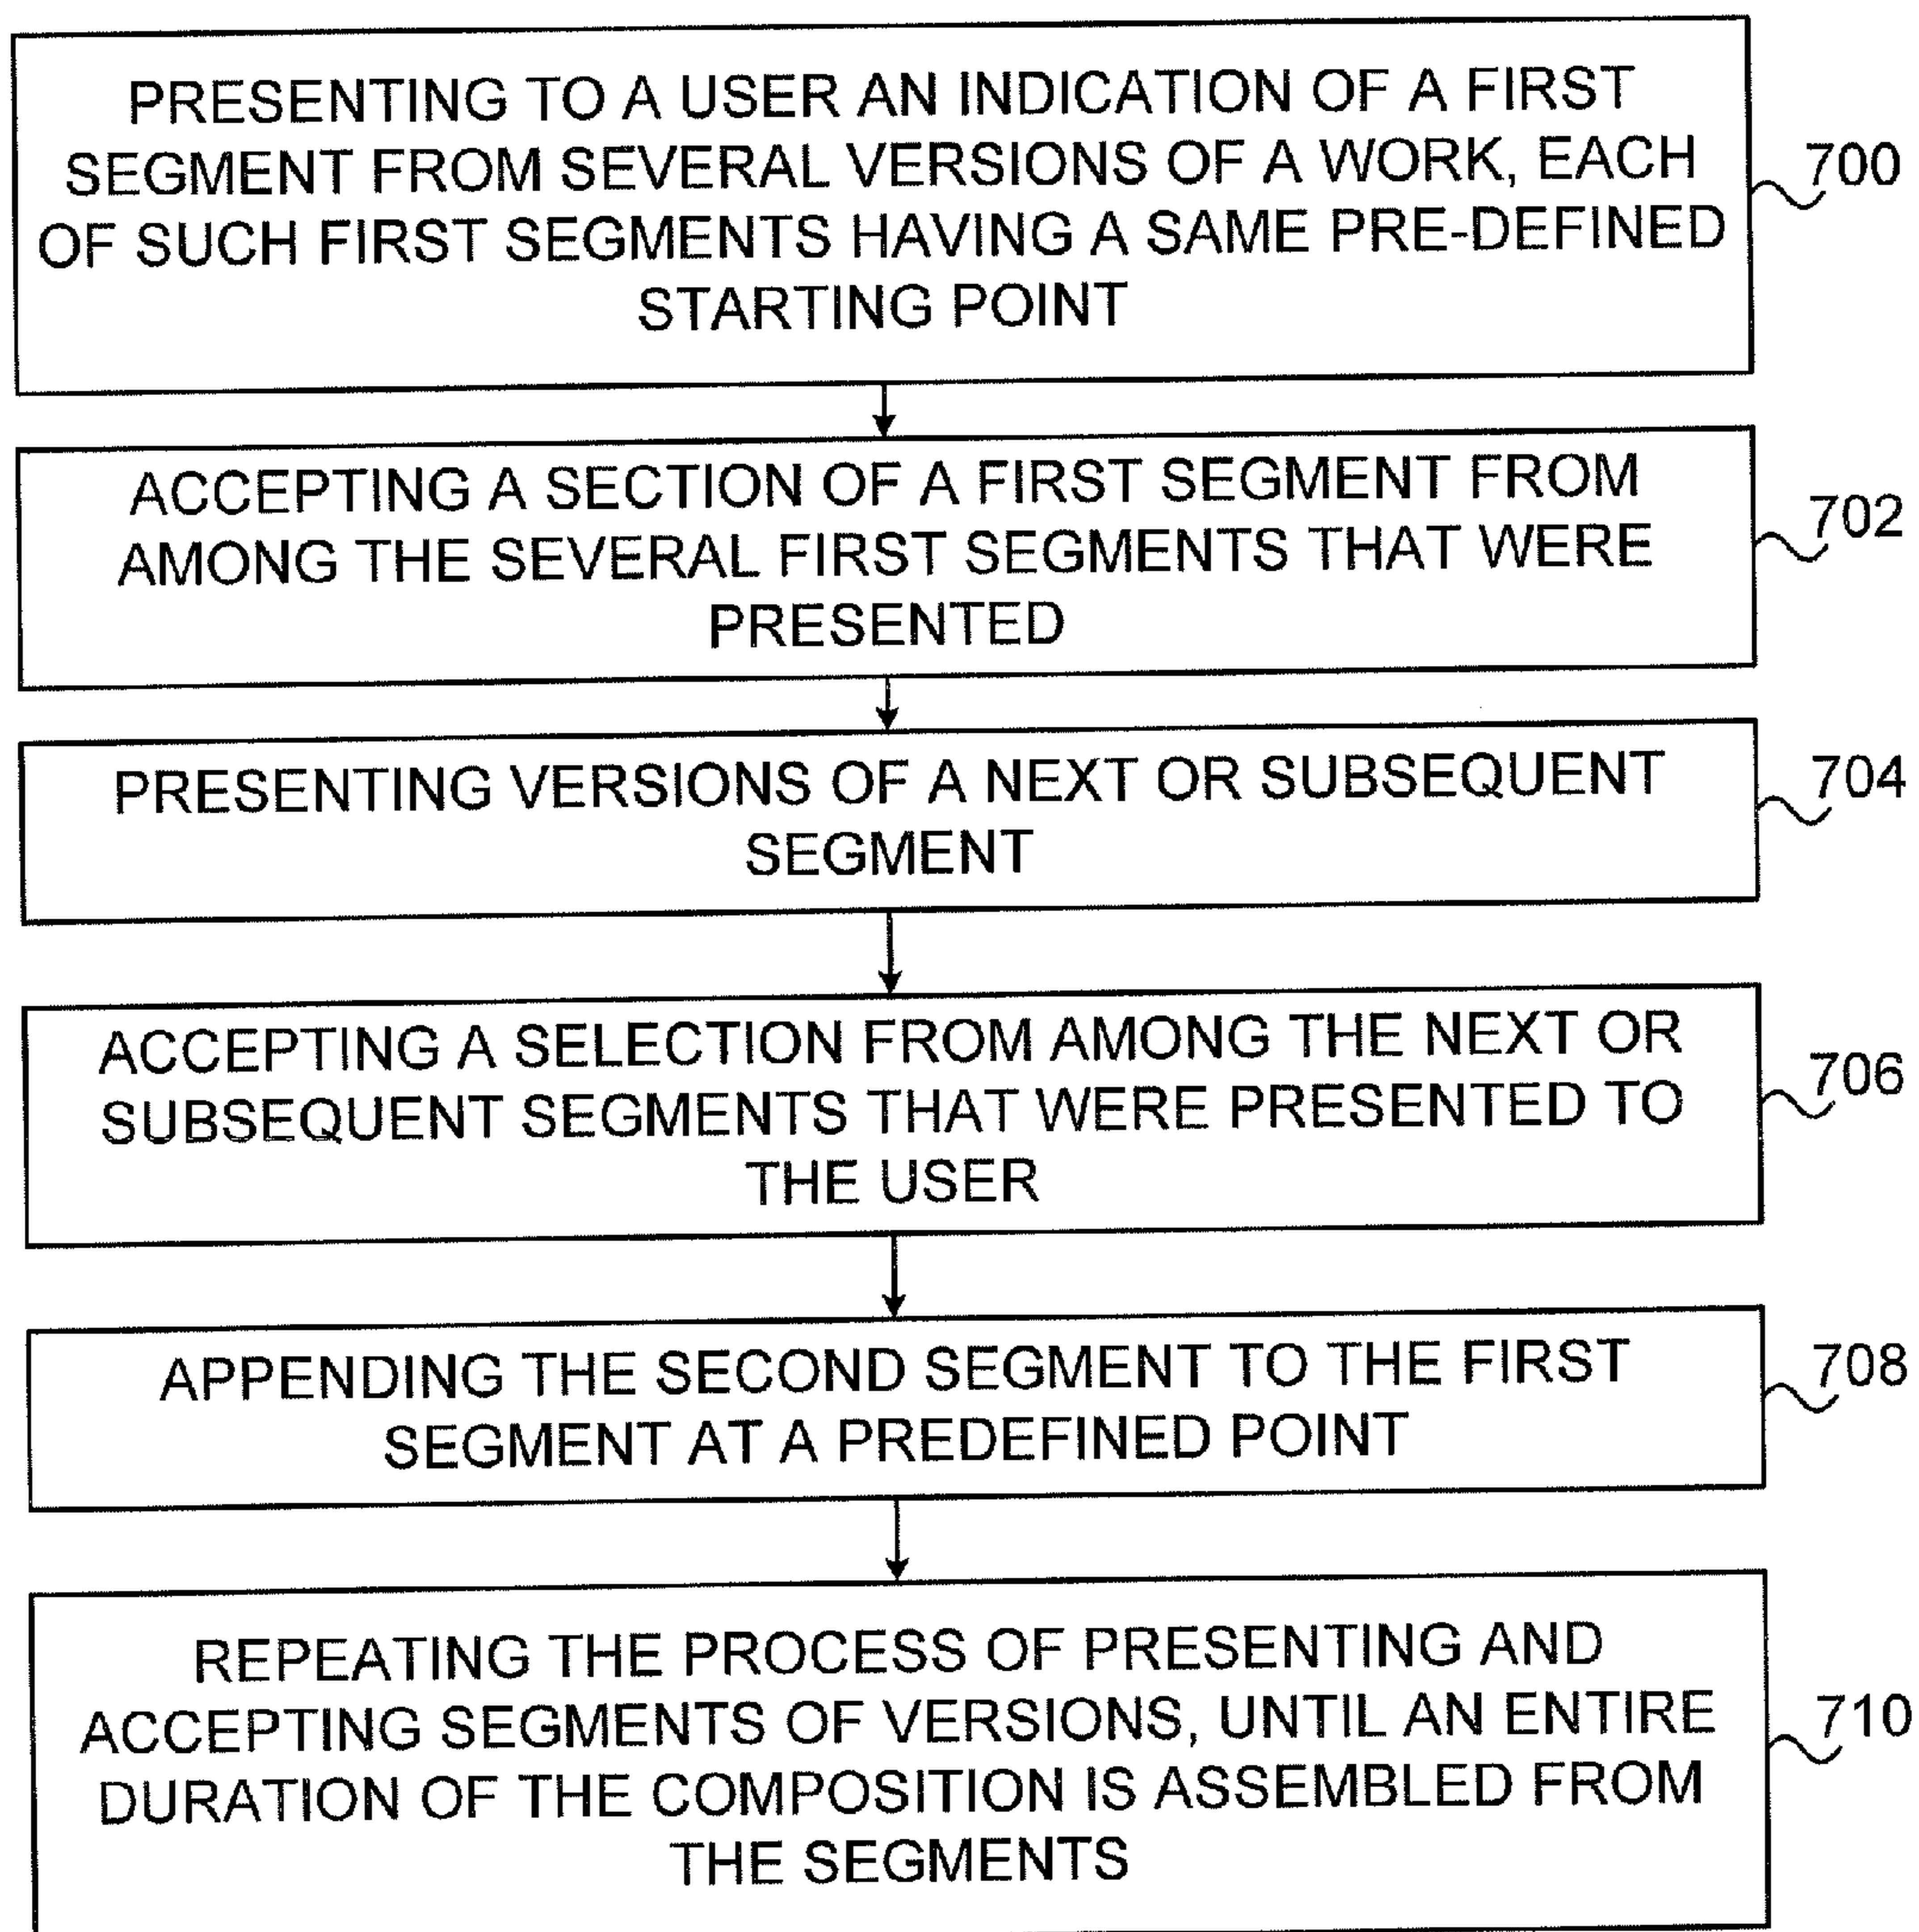 PRESENTING TO A USER AN INDICATION OF A FIRST
SEGMENT FROM SEVERAL VERSIONS OF A WORK, EACH
OF SUCH FIRST SEGMENTS HAVING A SAME PRE-DEFINED
STARTING POINT
700
ACCEPTING A SECTION OF A FIRST SEGMENT FROM
AMONG THE SEVERAL FIRST SEGMENTS THAT WERE
PRESENTED
702
PRESENTING VERSIONS OF A NEXT OR SUBSEQUENT
SEGMENT
704
ACCEPTING A SELECTION FROM AMONG THE NEXT OR
SUBSEQUENT SEGMENTS THAT WERE PRESENTED TO
THE USER
706
APPENDING THE SECOND SEGMENT TO THE FIRST
SEGMENT AT A PREDEFINED POINT
708
REPEATING THE PROCESS OF PRESENTING AND
ACCEPTING SEGMENTS OF VERSIONS, UNTIL AN ENTIRE
DURATION OF THE COMPOSITION IS ASSEMBLED FROM
THE SEGMENTS
710